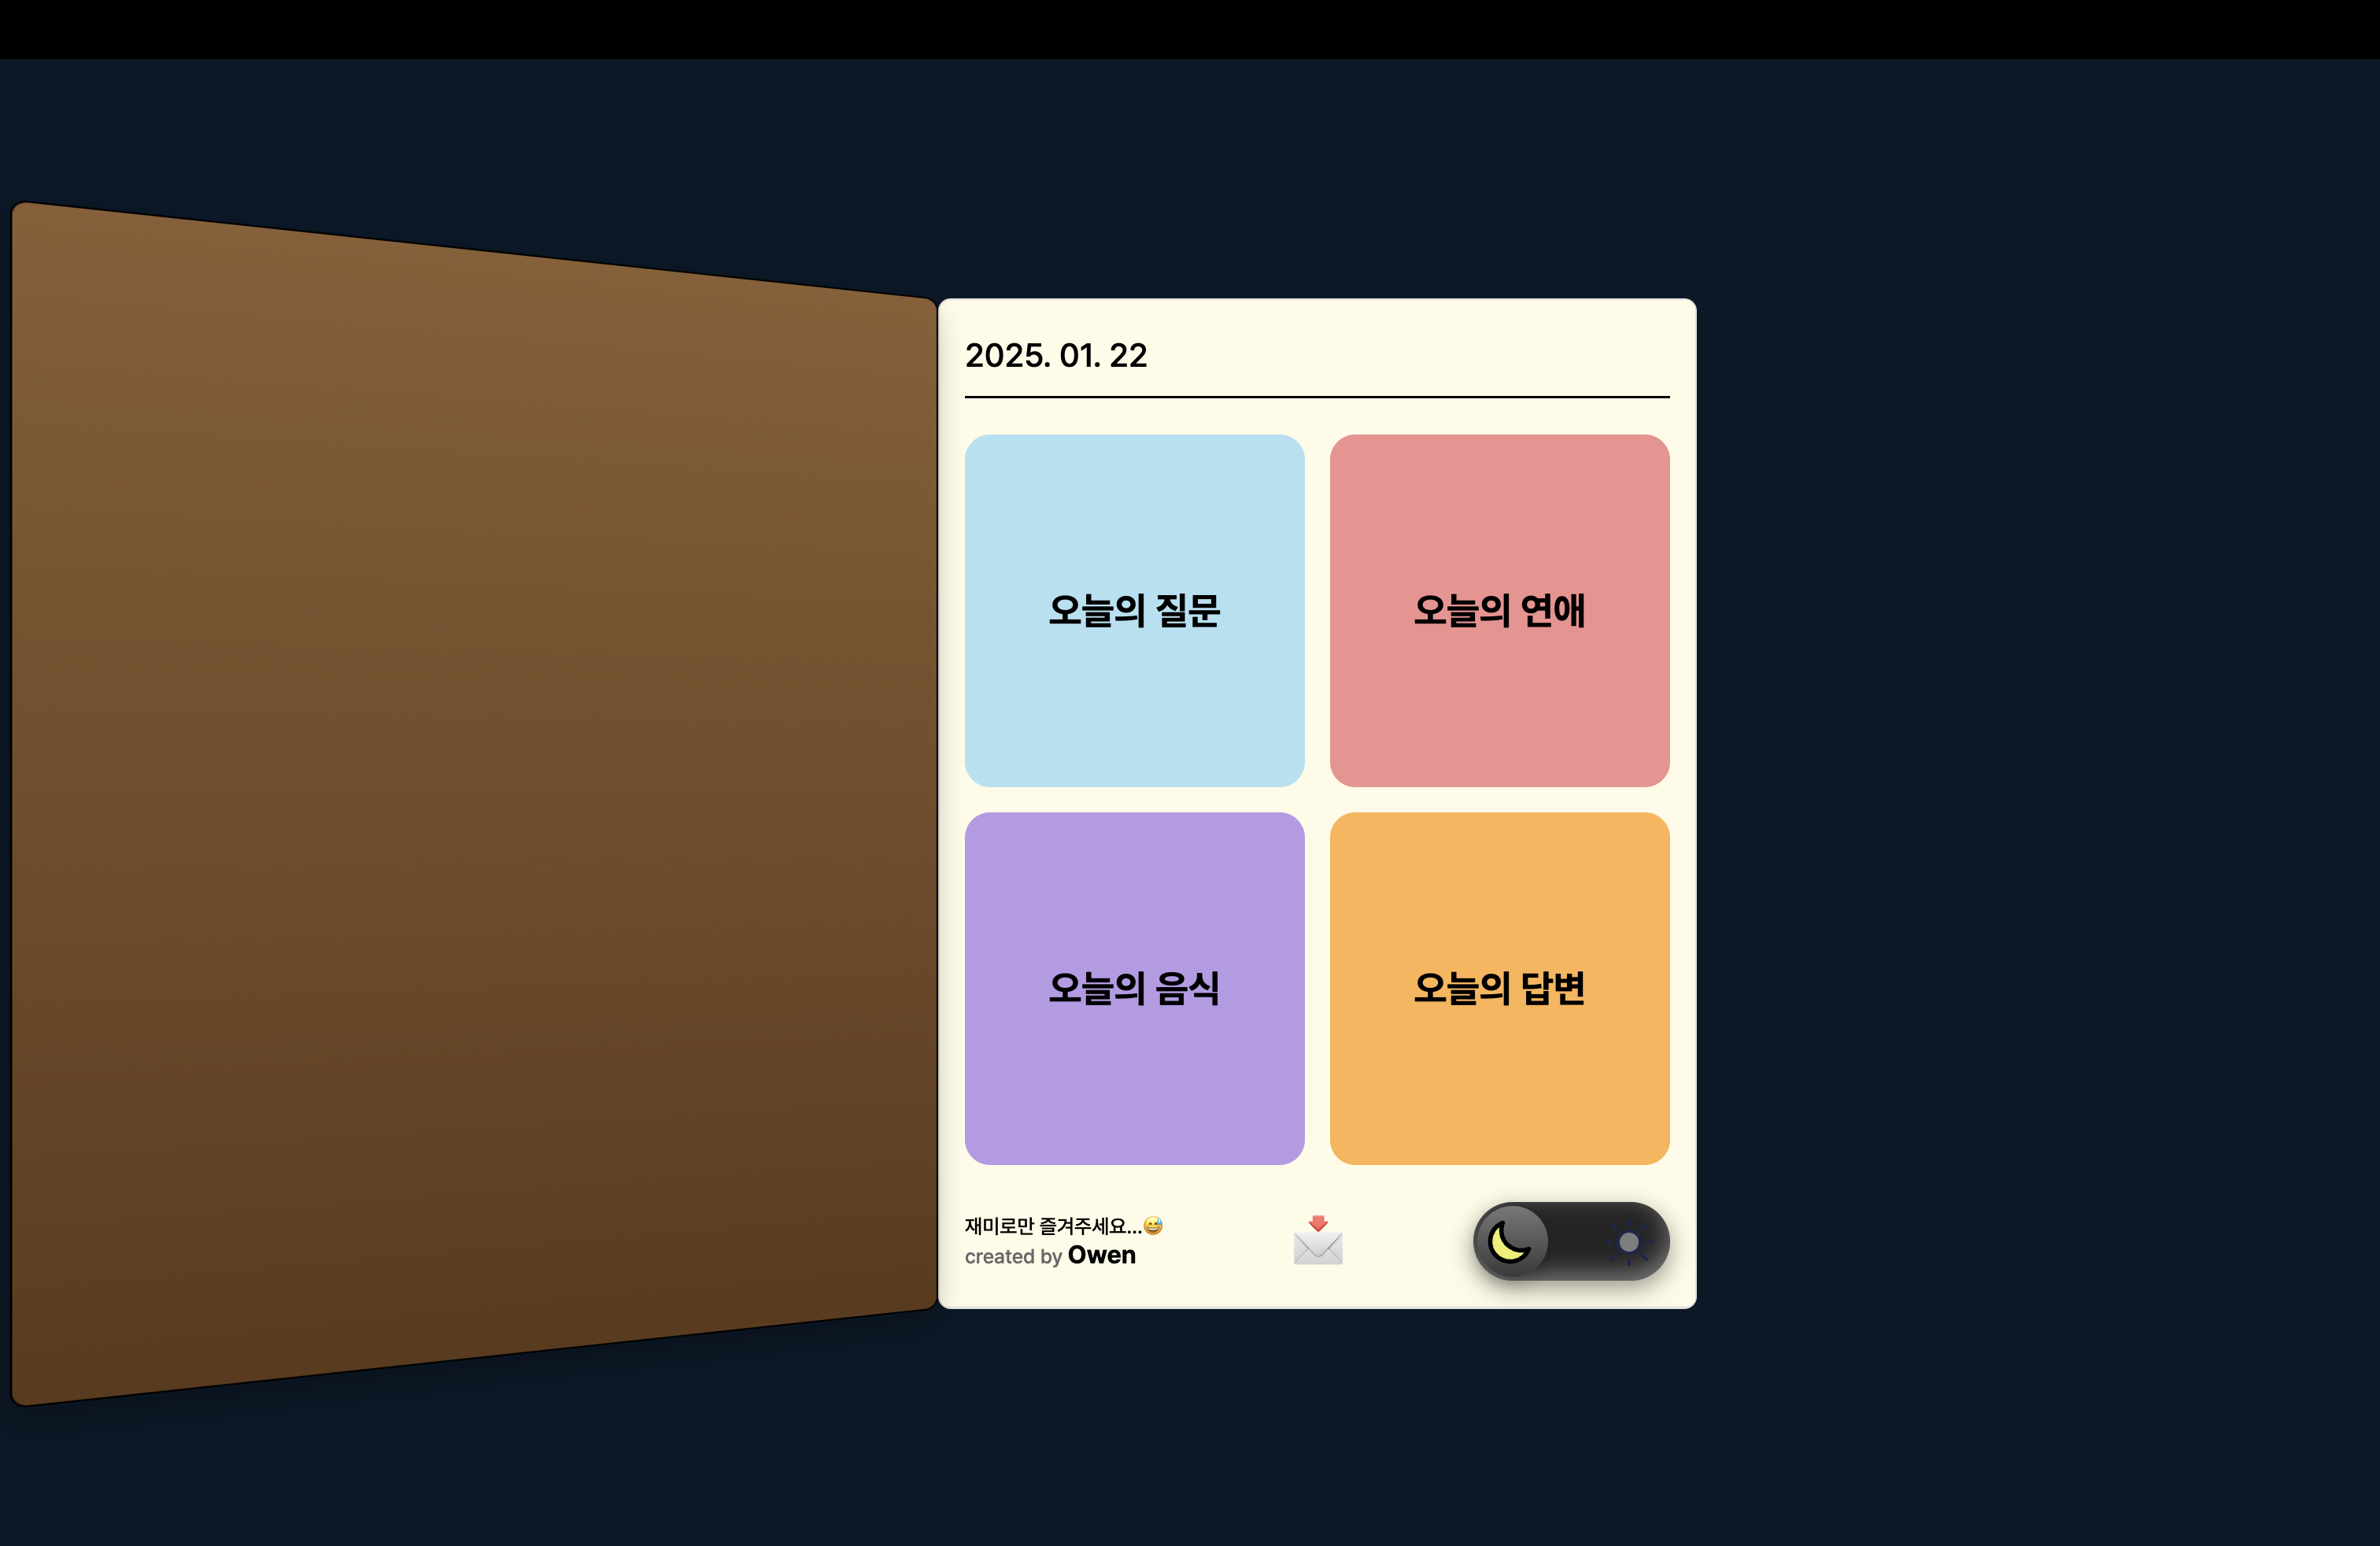 2025. 01. 22
오늘의 질문
오늘의 연애
오늘의 음식
오늘의 답변
재미로만 즐겨주세요...😅
created by Owen